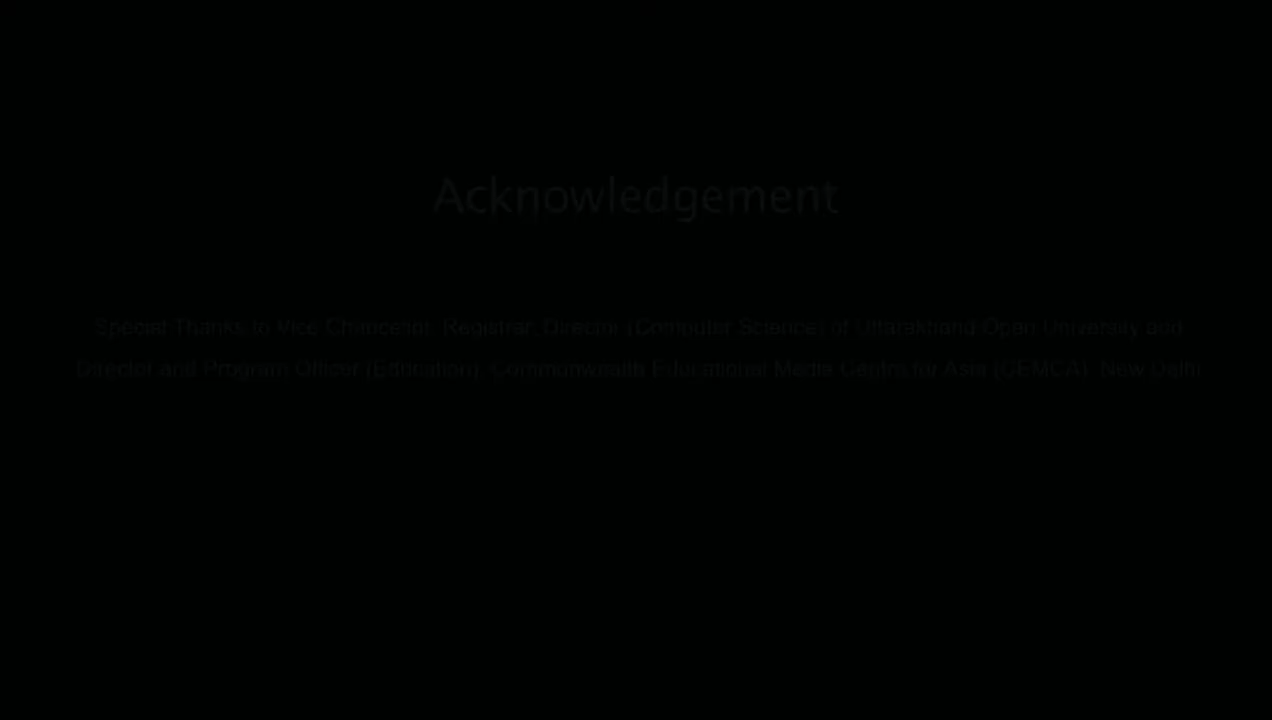 Acknowledgement
Special Thanks to Vice Chancellor, Registrar, Director (Computer Science) of Uttarakhand Open University and
Director and Program Officer (Education), Commonwealth Educational Media Centre for Asia (CEMCA), New Delhi